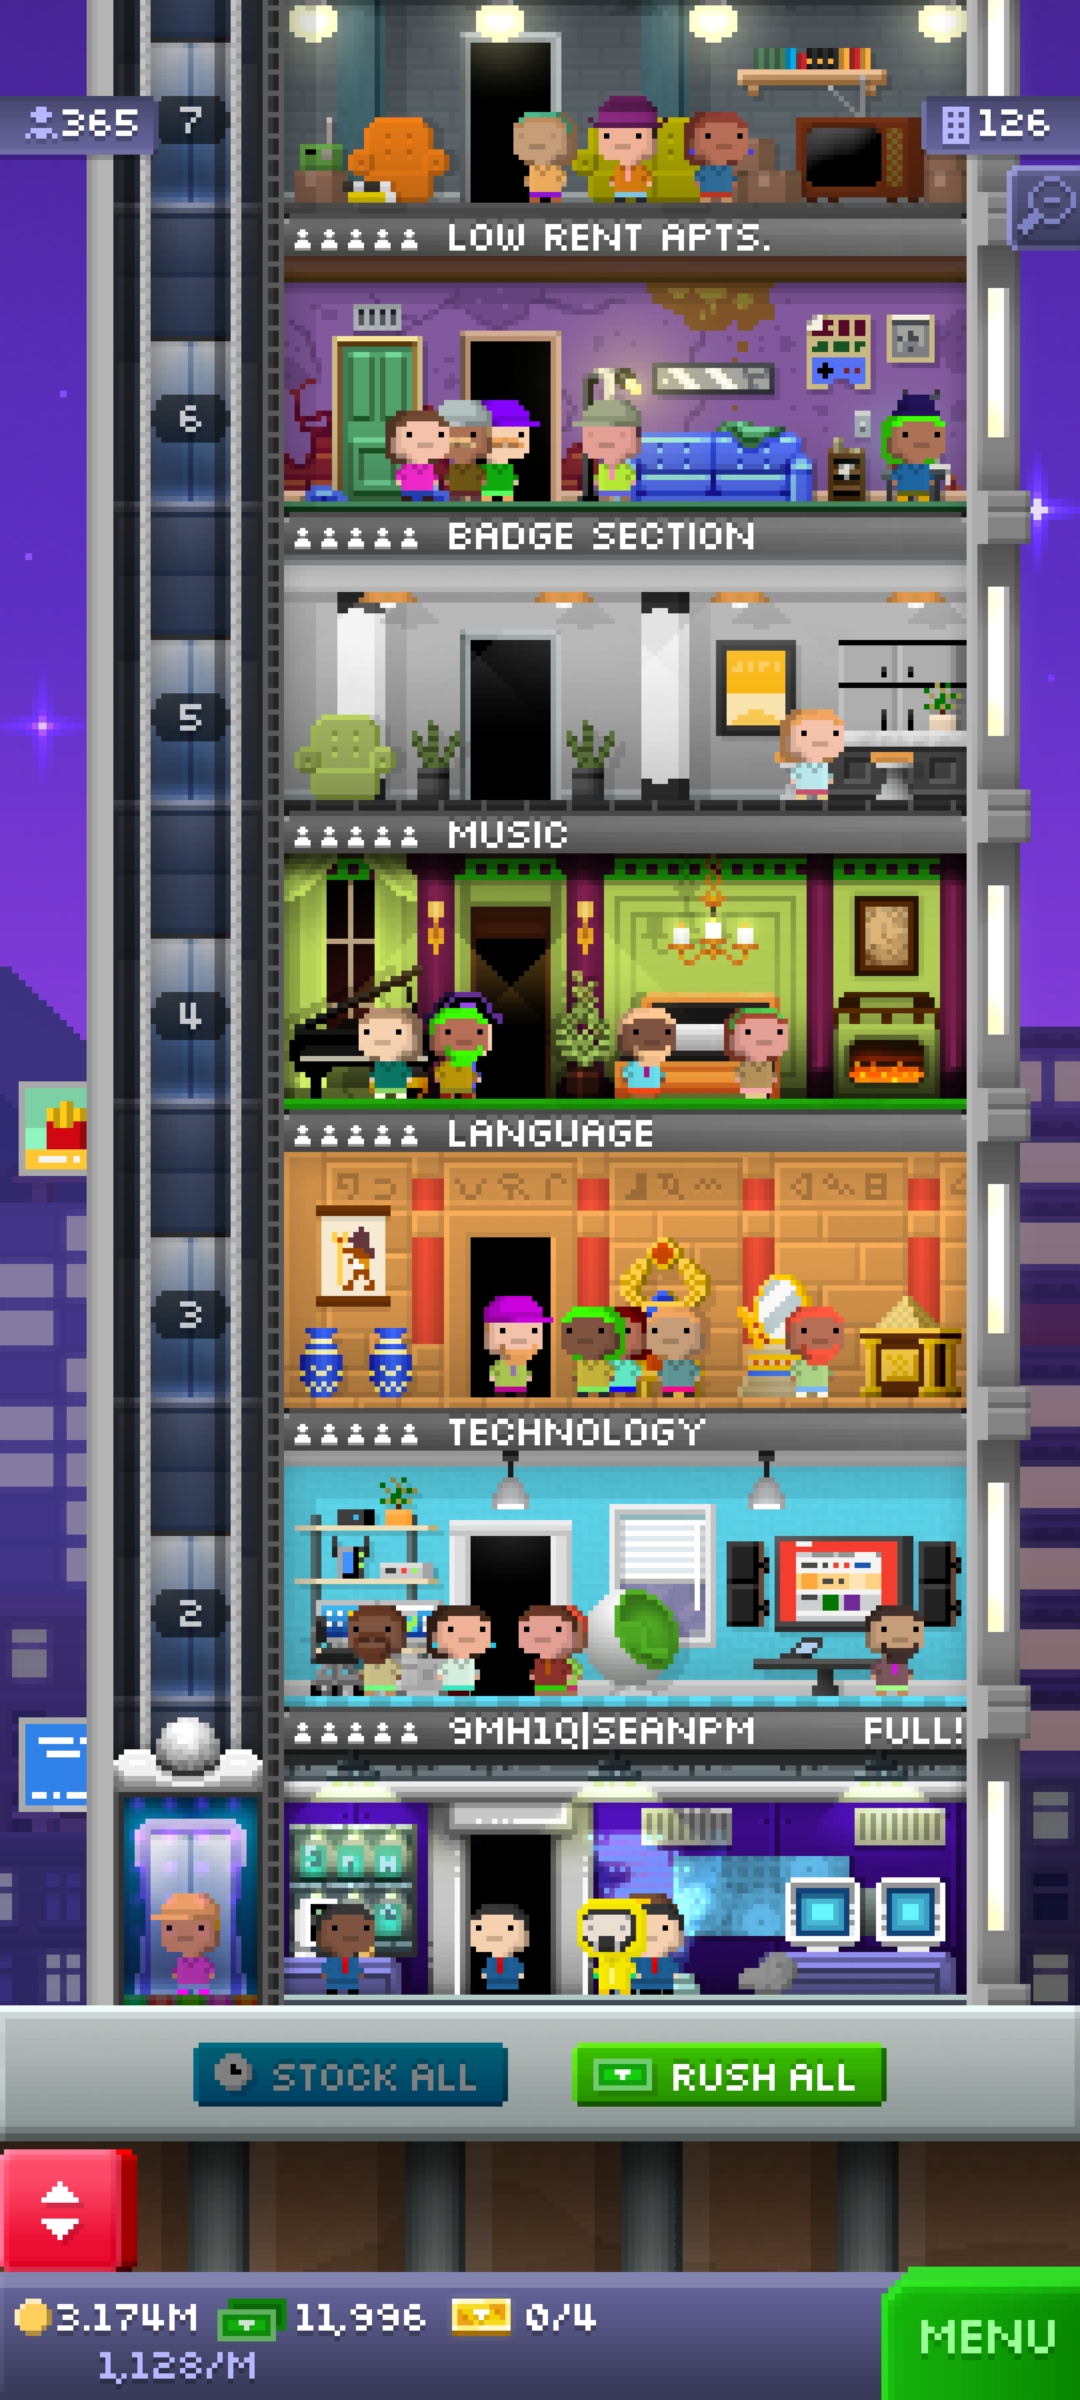 365
7
126
LOW RENT APTS.
6
BADGE SECTION
5
MUSIC
4
LANGUAGE
3
TECHNOLOGY
2
9MH1Q|SEANPM FULL!
STOCK ALL
RUSH ALL
3.174M 11,996 0/4
1,128/M
MENU